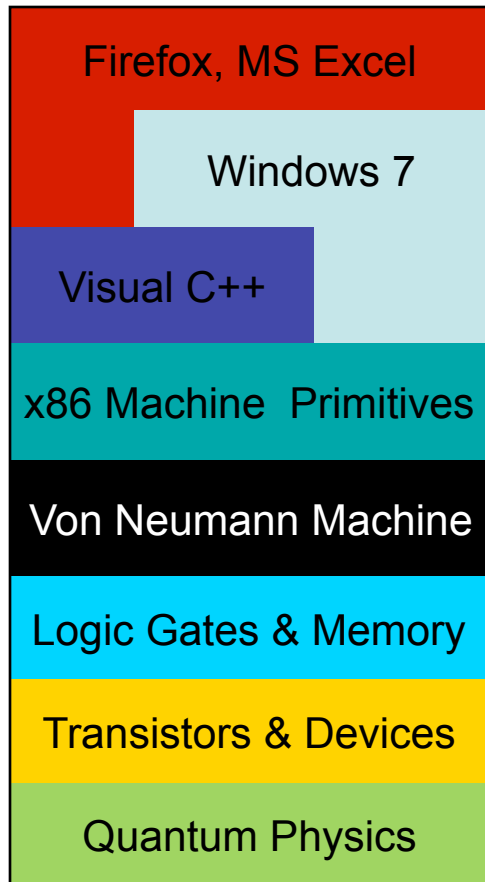 Firefox, MS Excel
Windows 7
Visual C++
x86 Machine Primitives
Von Neumann Machine
Logic Gates & Memory
Transistors & Devices
Quantum Physics